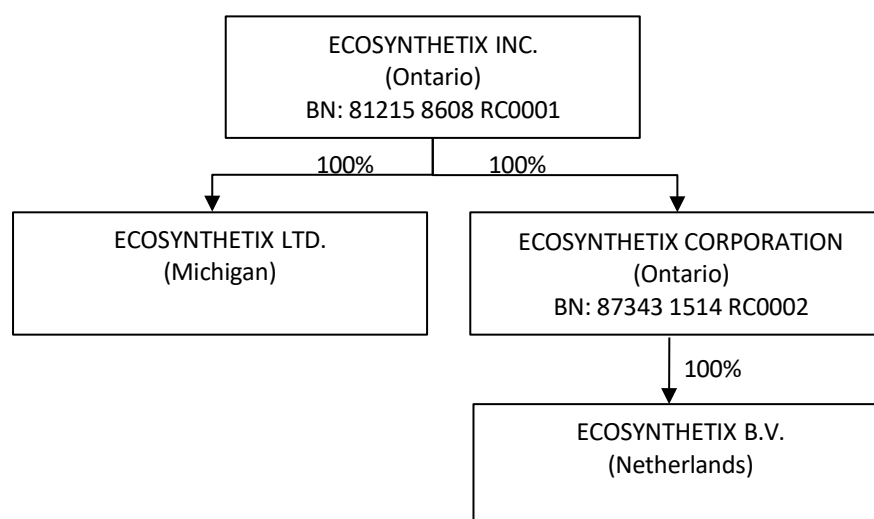 ECOSYNTHETIX INC.
(Ontario)
BN: 81215 8608 RC0001
100%
100%
ECOSYNTHETIX LTD.
(Michigan)
ECOSYNTHETIX CORPORATION
(Ontario)
BN: 87343 1514 RC0002
100%
ECOSYNTHETIX B.V.
(Netherlands)